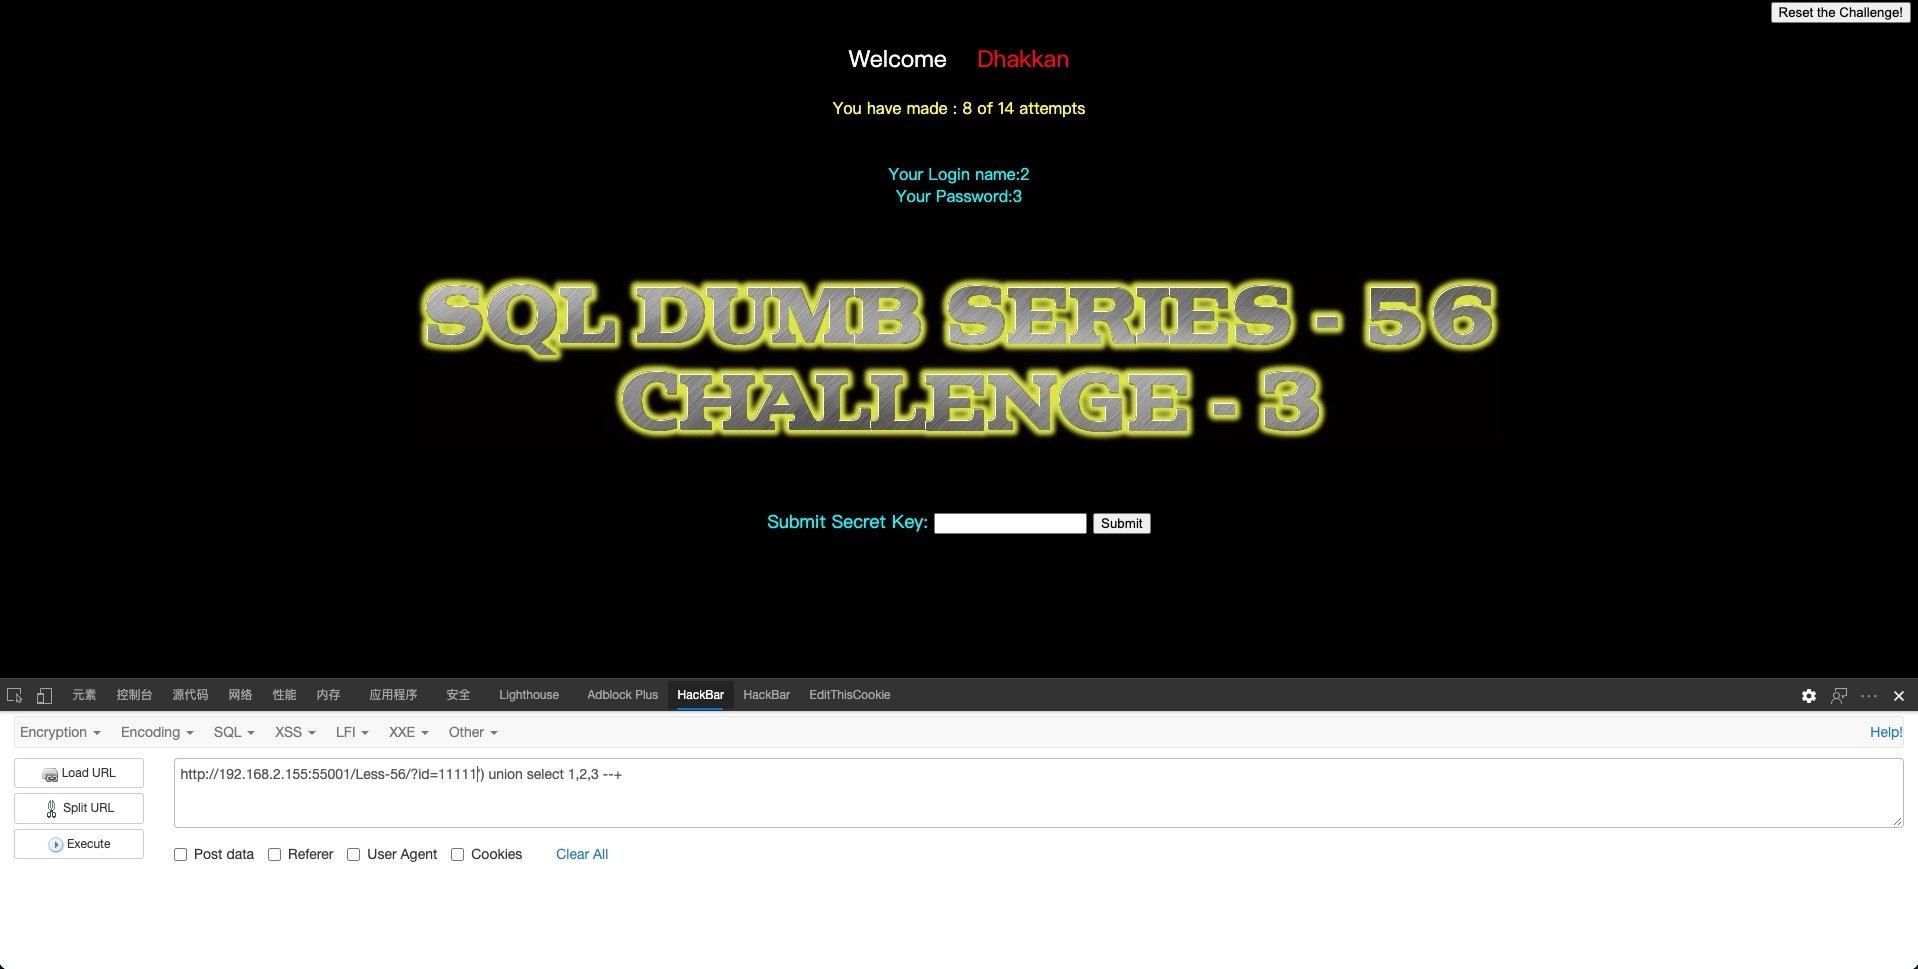 Reset the Challenge!
Welcome Dhakkan
You have made : 8 of 14 attempts
Your Login name:2
Your Password:3
SQL DUMB SERIES - 56
CHALLENGE - 3
Submit Secret Key: Submit
元素 控制台 源代码 网络 性能 内存 应用程序 安全 Lighthouse Adblock Plus HackBar HackBar EditThisCookie
Encryption Encoding SQL XSS LFI XXE Other Help!
Load URL
http://192.168.2.155:55001/Less-56/?id=11111') union select 1,2,3 --+
Split URL
Execute
Post data Referer User Agent Cookies Clear All